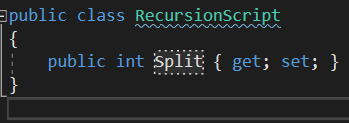 public class RecursionScript
{
public int Split { get; set; }
}